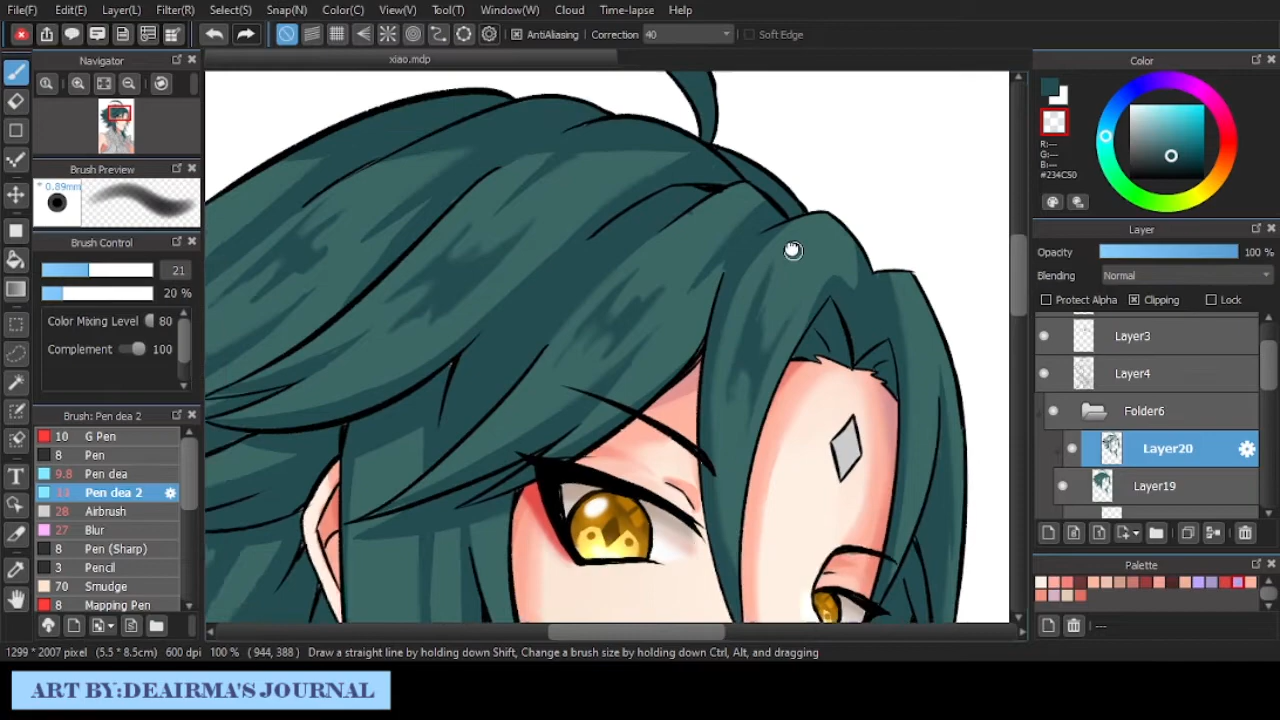 File(F) Edit(E) Layer(L) Filter(R) Select(S) Snap(N) Color(C) View(V) Tool(T) Window(W) Cloud Time-lapse Help
AntiAliasing Correction 40 Soft Edge
Navigator
xiao.mdp
Brush Preview
* 0.89mm
Brush Control
21
20 %
Color Mixing Level 80
Complement 100
Brush: Pen dea 2
10 G Pen
8 Pen
9.8 Pen dea
13 Pen dea 2
28 Airbrush
27 Blur
8 Pen (Sharp)
3 Pencil
70 Smudge
8 Mapping Pen
Color
R:---
G:---
B:---
#234C50
Layer
Opacity 100 %
Blending Normal
Protect Alpha Clipping Lock
Layer3
Layer4
Folder6
Layer20
Layer19
Palette
---
1299 * 2007 pixel (5.5 * 8.5cm) 600 dpi 100 % ( 944, 388 ) Draw a straight line by holding down Shift, Change a brush size by holding down Ctrl, Alt, and dragging
ART BY:DEAIRMA'S JOURNAL